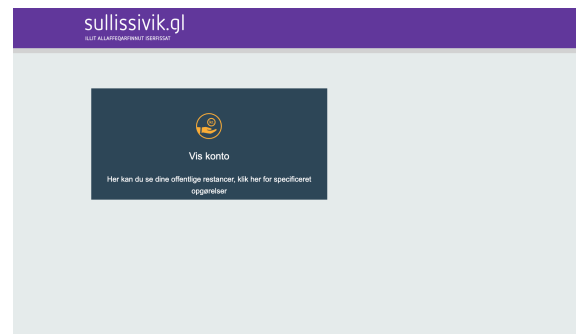 sullissivik.gl
ILLIT ALLAFFEQARFINNUT ISERFISSAT
Vis konto
Her kan du se dine offentlige restancer, klik her for specificeret
opgørelser